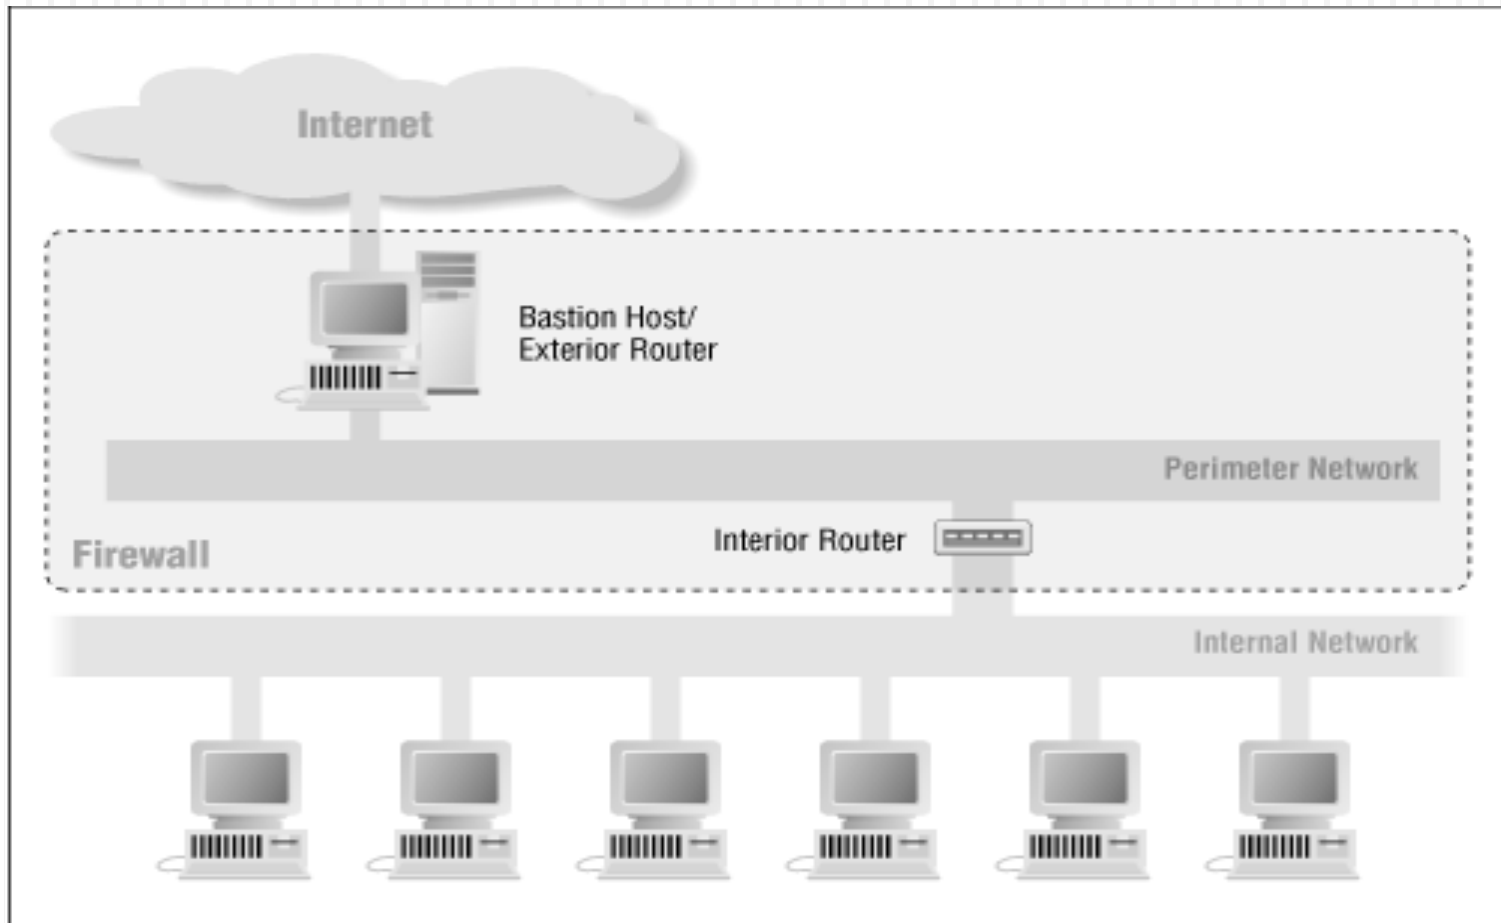 Internet
Bastion Host/
Exterior Router
Perimeter Network
Interior Router
Firewall
Internal Network